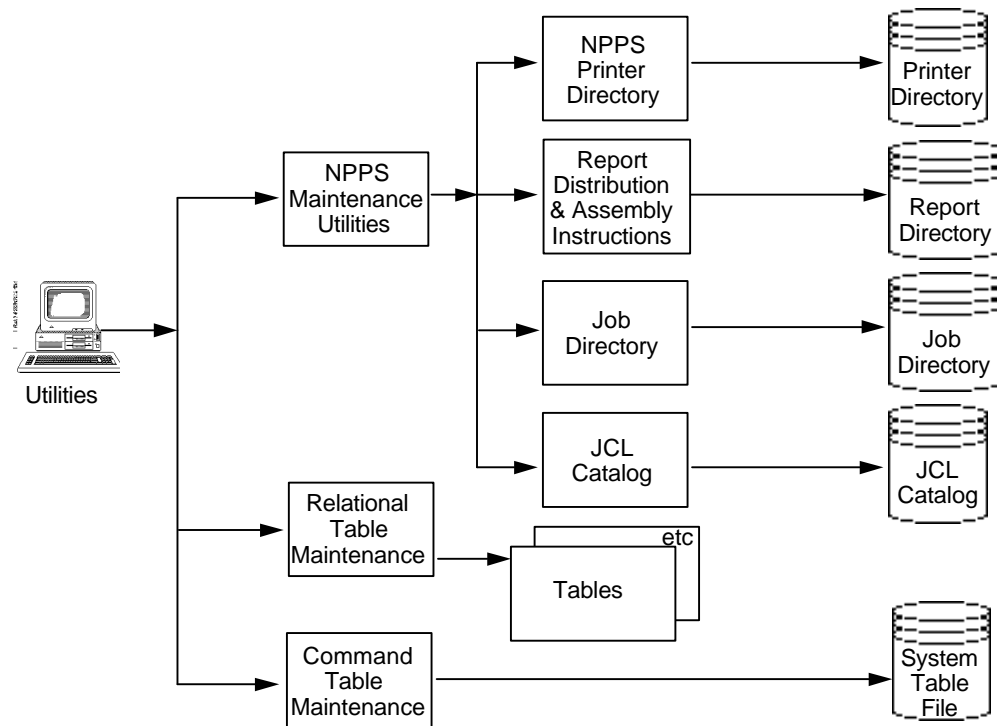 NPPS
Printer
Directory
Printer
Directory
NPPS
Maintenance
Utilities
Report
Distribution
& Assembly
Instructions
Report
Directory
Utilities
Job
Directory
Job
Directory
JCL
Catalog
JCL
Catalog
Relational
Table
Maintenance
etc
Tables
Command
Table
Maintenance
System
Table
File